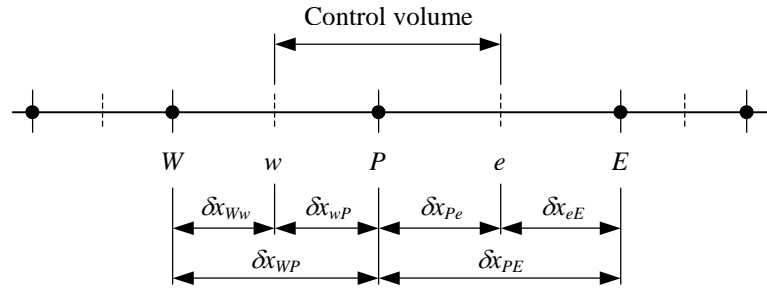 Control volume
W w P e E
δx_Ww δx_wP δx_Pe δx_eE
δx_WP δx_PE